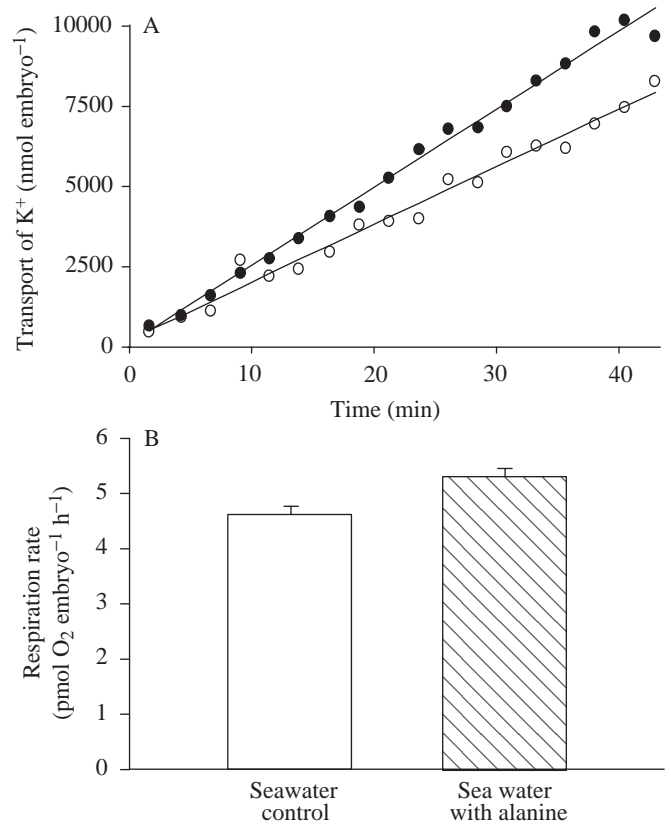 A
10000
7500
5000
2500
0
Transport of K⁺ (nmol embryo⁻¹)
0
10
20
30
40
Time (min)
B
6
5
4
3
2
1
0
Respiration rate
(pmol O₂ embryo⁻¹ h⁻¹)
Seawater
control
Sea water
with alanine